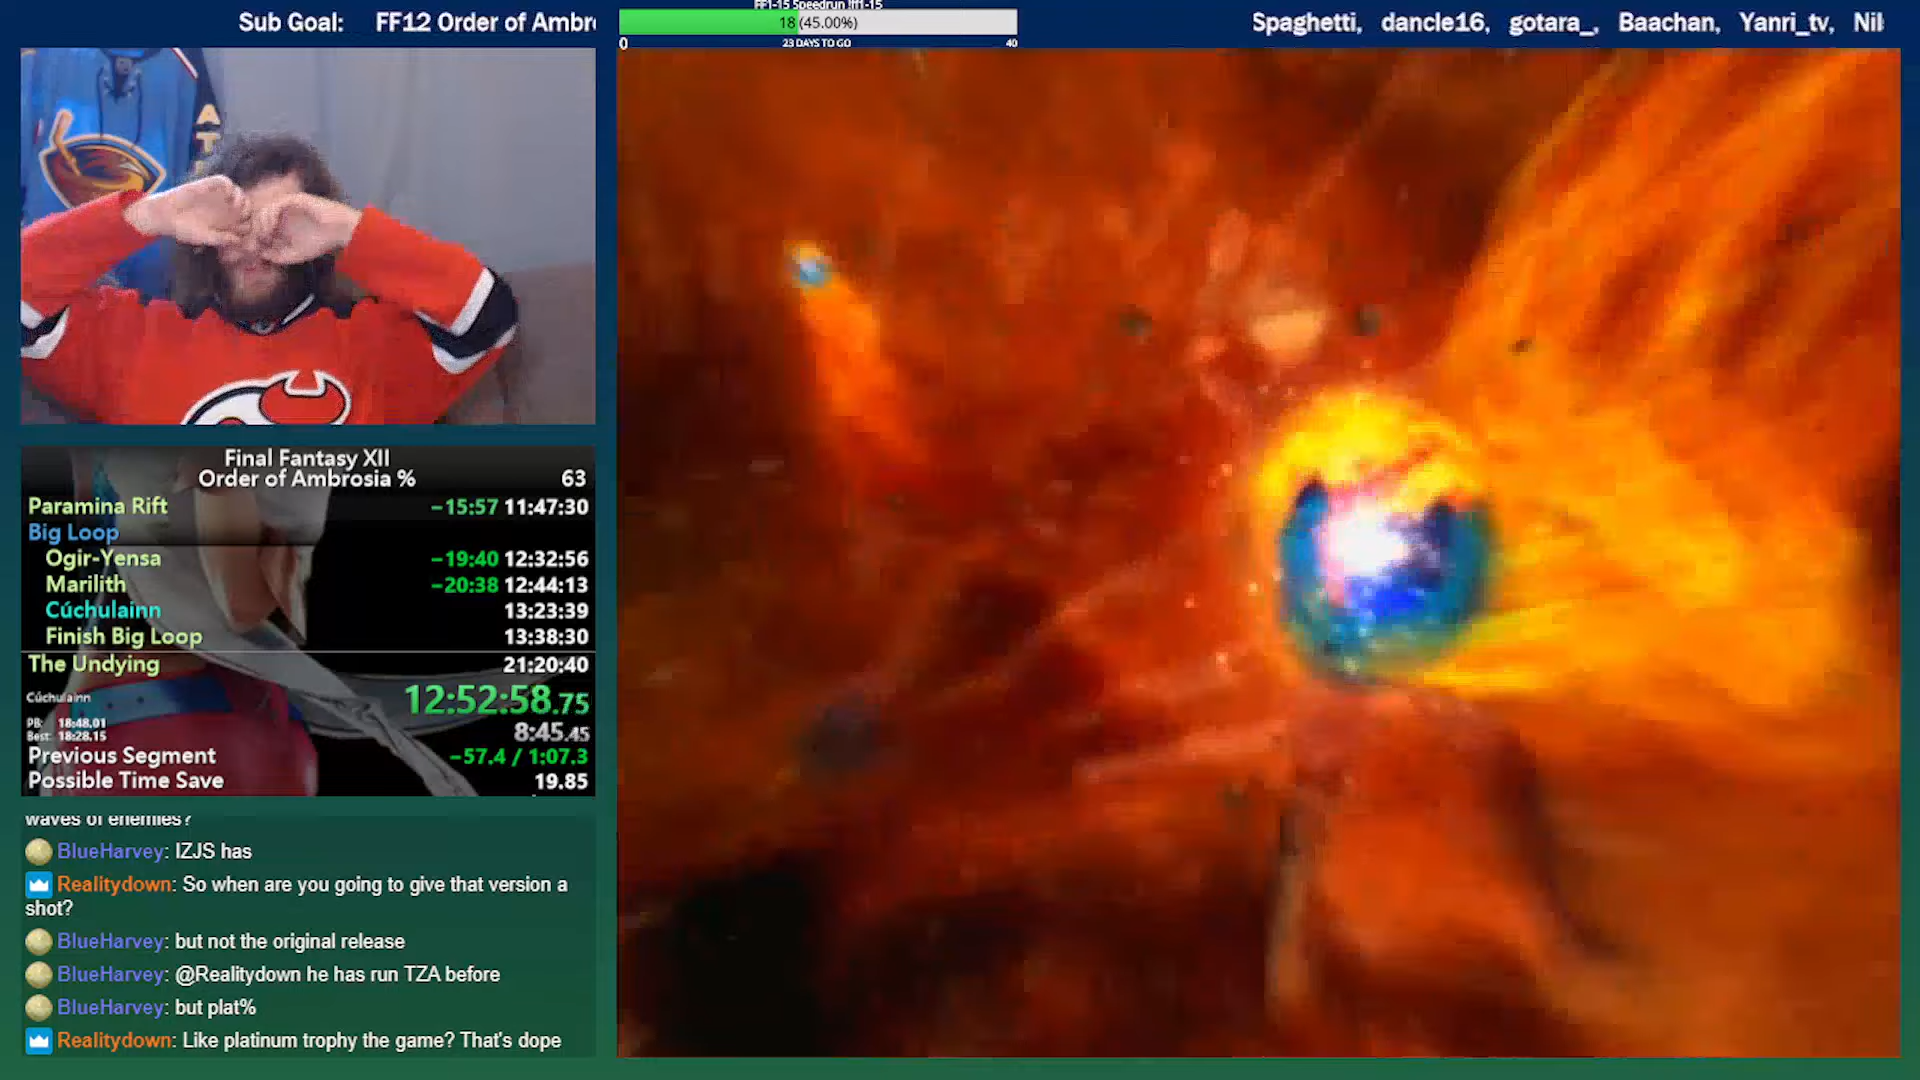 Sub Goal: FF12 Order of Ambr
FF1-15 Speedrun !ff1-15
18 (45.00%)
0 23 DAYS TO GO 40
Spaghetti, dancle16, gotara_, Baachan, Yanri_tv, Nil
AT
Final Fantasy XII
Order of Ambrosia % 63
Paramina Rift −15:57 11:47:30
Big Loop
Ogir-Yensa −19:40 12:32:56
Marilith −20:38 12:44:13
Cúchulainn 13:23:39
Finish Big Loop 13:38:30
The Undying 21:20:40
Cúchulainn 12:52:58.75
PB: 18:48.01
Best: 18:28.15
8:45.45
Previous Segment −57.4 / 1:07.3
Possible Time Save 19.85
waves of enemies?
BlueHarvey: IZJS has
Realitydown: So when are you going to give that version a
shot?
BlueHarvey: but not the original release
BlueHarvey: @Realitydown he has run TZA before
BlueHarvey: but plat%
Realitydown: Like platinum trophy the game? That's dope